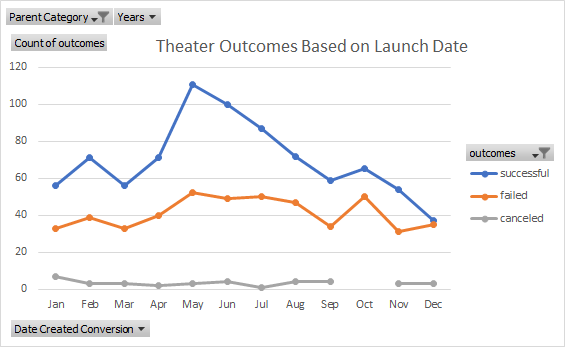 Parent Category Years
Count of outcomes
Theater Outcomes Based on Launch Date
120
100
80
60
40
20
0
Jan Feb Mar Apr May Jun Jul Aug Sep Oct Nov Dec
outcomes
successful
failed
canceled
Date Created Conversion